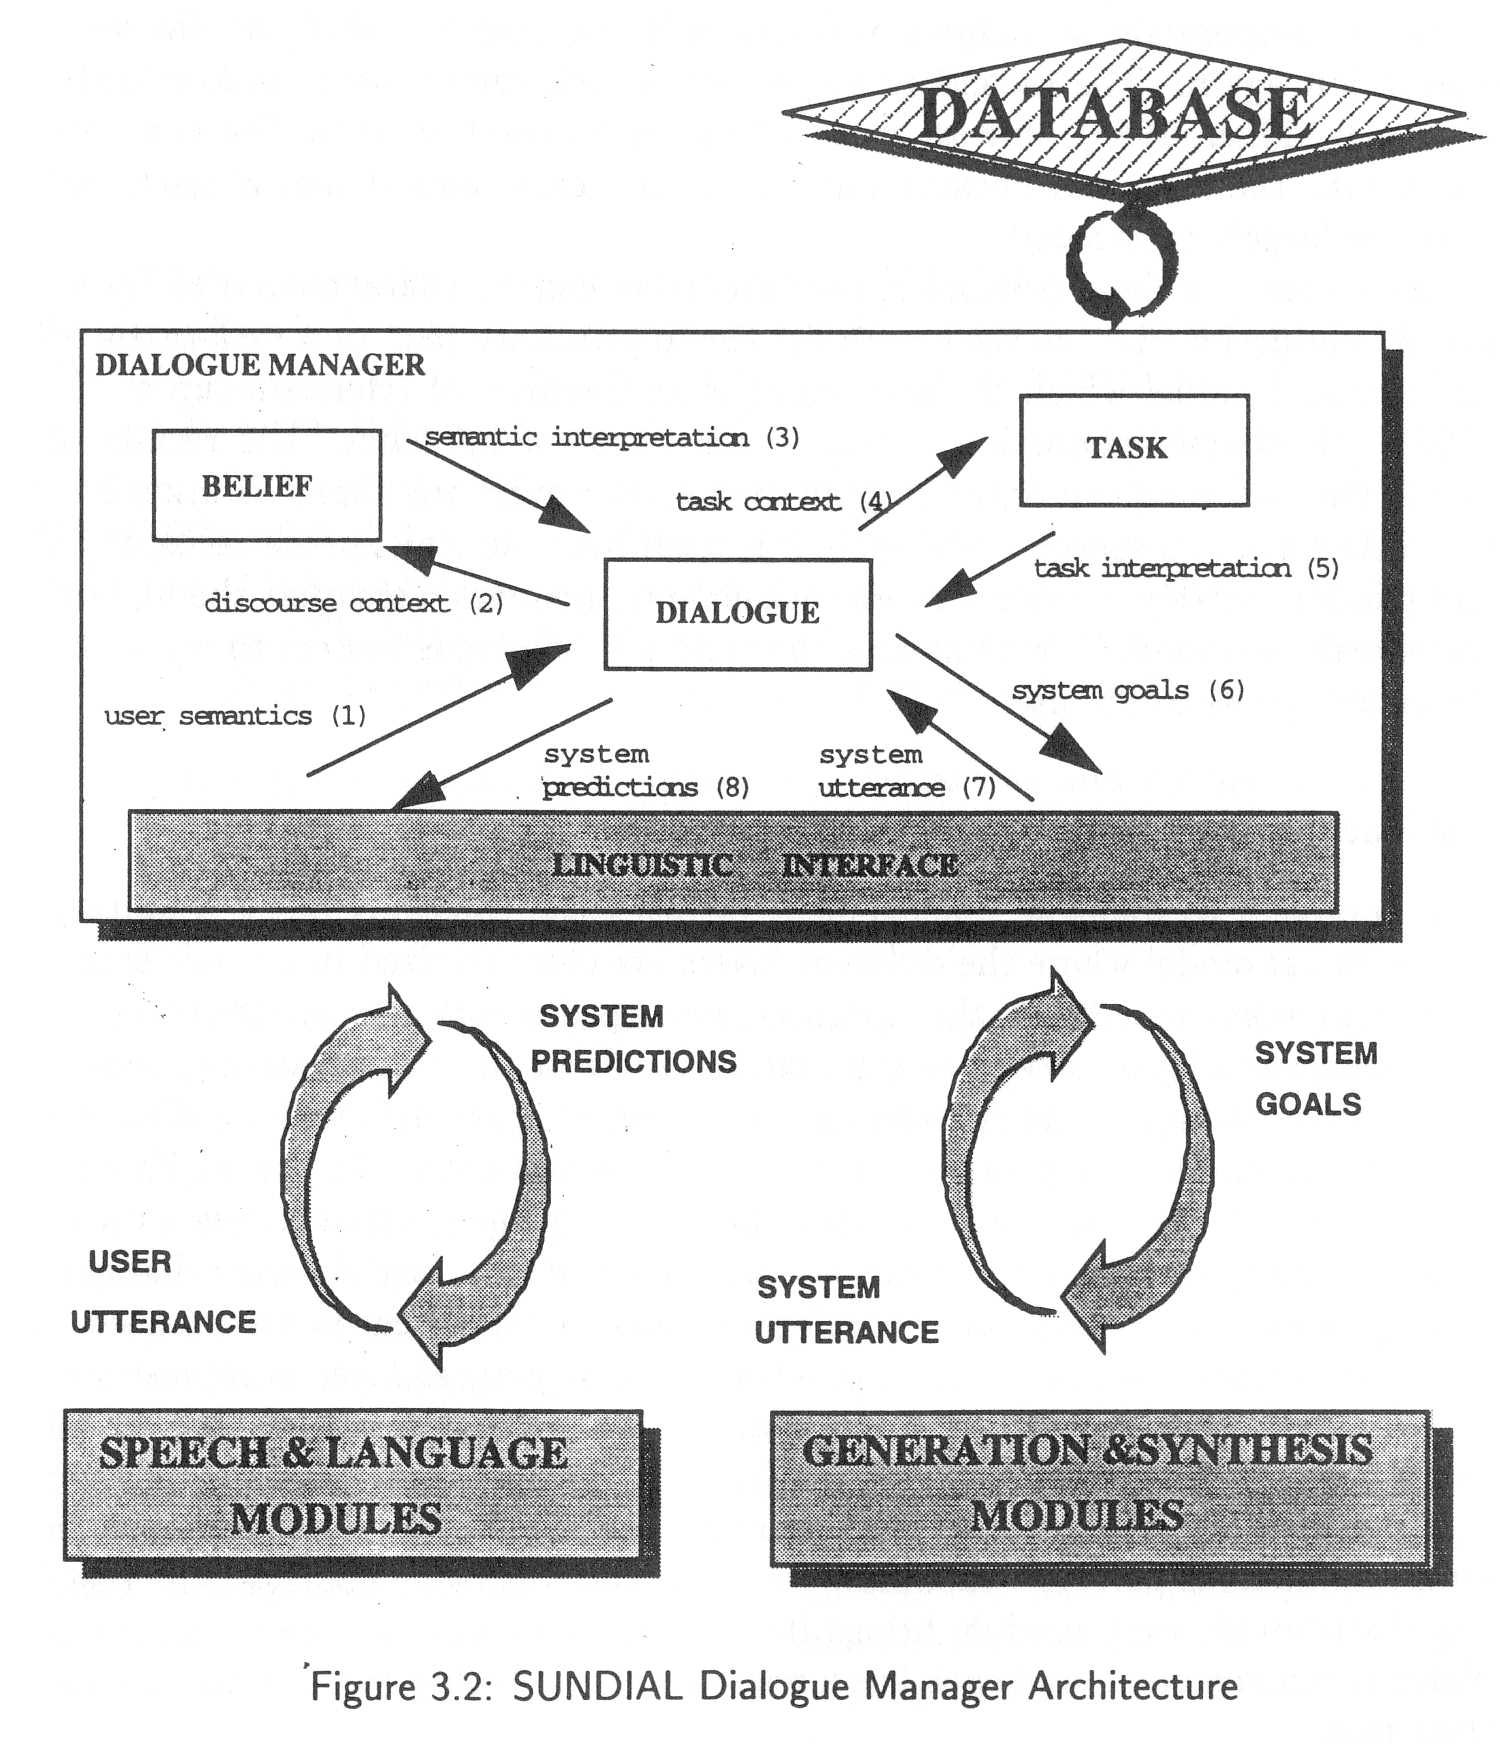 DATABASE
DIALOGUE MANAGER
semantic interpretation (3)
BELIEF
TASK
task context (4)
task interpretation (5)
discourse context (2)
DIALOGUE
user semantics (1)
system goals (6)
system
predictions (8)
system
utterance (7)
LINGUISTIC INTERFACE
SYSTEM
PREDICTIONS
SYSTEM
GOALS
USER
UTTERANCE
SYSTEM
UTTERANCE
SPEECH & LANGUAGE
MODULES
GENERATION &SYNTHESIS
MODULES
Figure 3.2: SUNDIAL Dialogue Manager Architecture